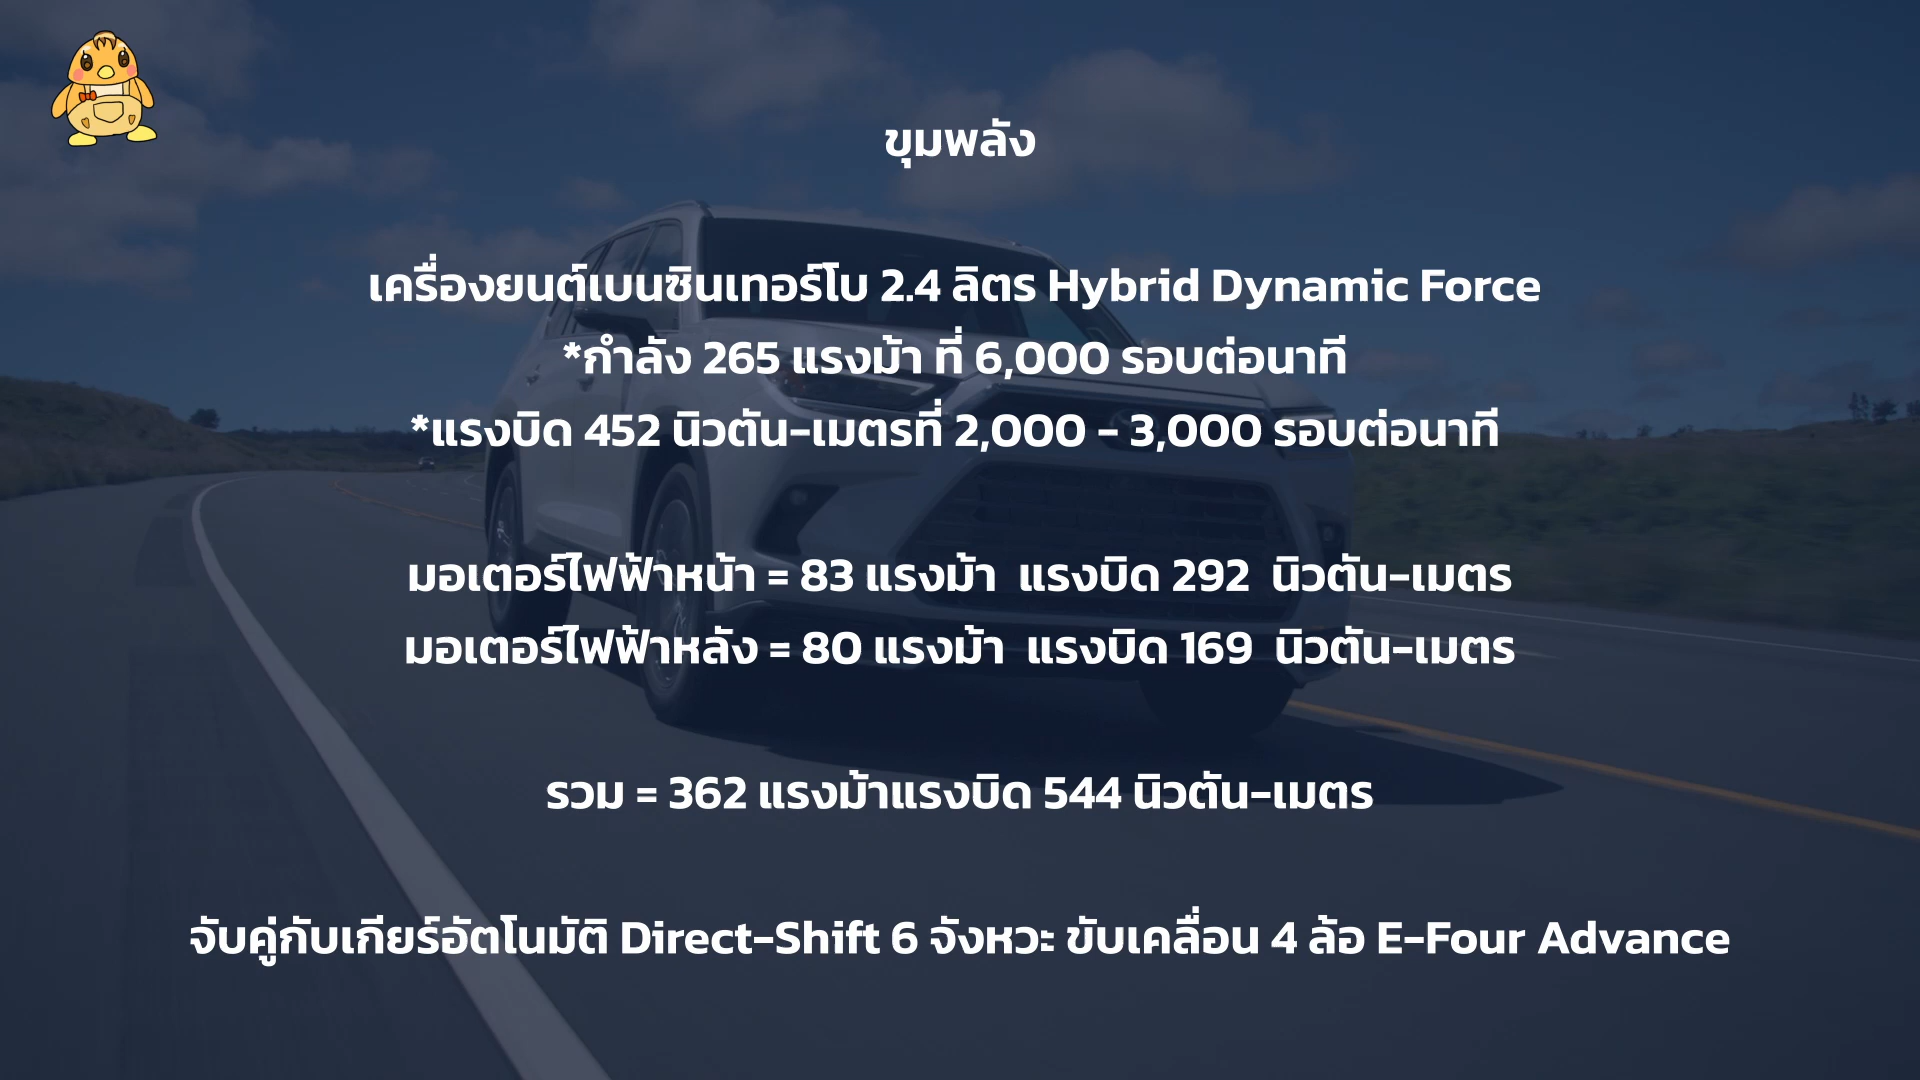 ขุมพลัง
เครื่องยนต์เบนซินเทอร์โบ 2.4 ลิตร Hybrid Dynamic Force
*กำลัง 265 แรงม้า ที่ 6,000 รอบต่อนาที
*แรงบิด 452 นิวตัน-เมตรที่ 2,000 - 3,000 รอบต่อนาที
มอเตอร์ไฟฟ้าหน้า = 83 แรงม้า  แรงบิด 292  นิวตัน-เมตร
มอเตอร์ไฟฟ้าหลัง = 80 แรงม้า  แรงบิด 169  นิวตัน-เมตร
รวม = 362 แรงม้าแรงบิด 544 นิวตัน-เมตร
จับคู่กับเกียร์อัตโนมัติ Direct-Shift 6 จังหวะ ขับเคลื่อน 4 ล้อ E-Four Advance